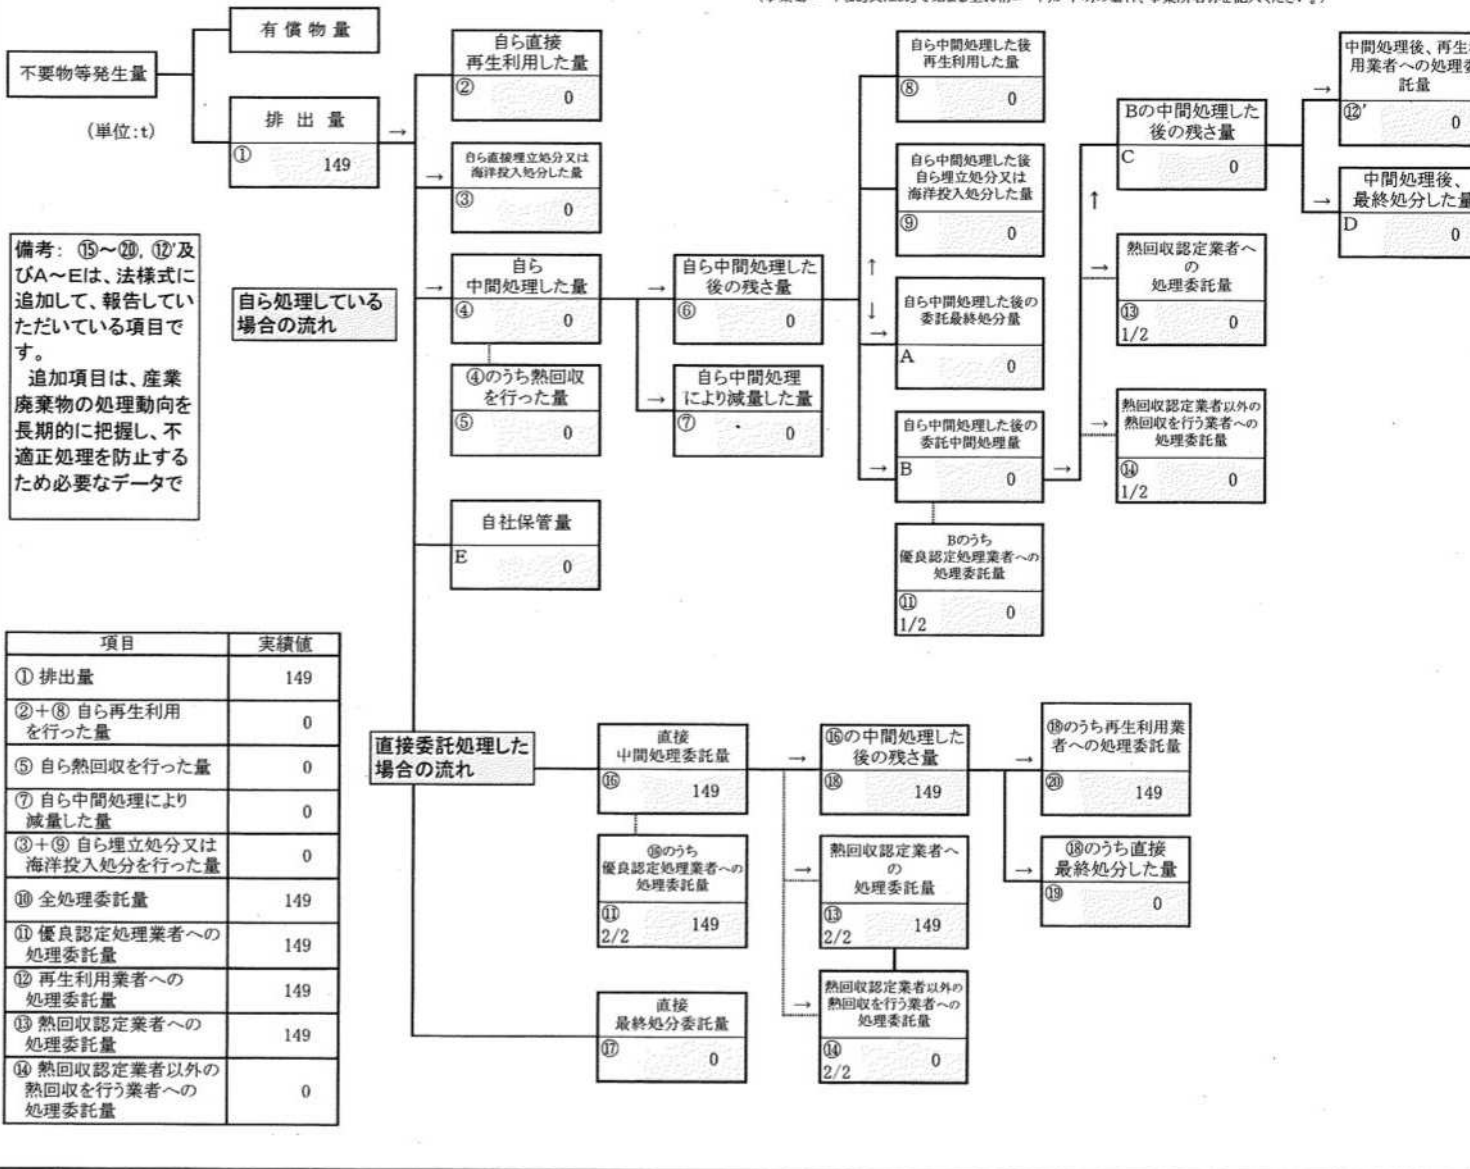 有償物量
不要物等発生量
(単位:t)
排出量
① 149
→
自ら直接
再生利用した量
② 0
→
自ら直接埋立処分又は
海洋投入処分した量
③ 0
→
自ら
中間処理した量
④ 0
④のうち熱回収
を行った量
⑤ 0
自社保管量
E 0
→
自ら中間処理した
後の残さ量
⑥ 0
→
自ら中間処理
により減量した量
⑦ 0
自ら中間処理した後
再生利用した量
⑧ 0
自ら中間処理した後
自ら埋立処分又は
海洋投入処分した量
⑨ 0
↑
↓
→
自ら中間処理した後の
委託最終処分量
A 0
→
自ら中間処理した後の
委託中間処理量
B 0
Bのうち
優良認定処理業者への
処理委託量
⑪
1/2 0
→
↑
Bの中間処理した
後の残さ量
C 0
→
熱回収認定業者へ
の
処理委託量
⑬
1/2 0
→
熱回収認定業者以外の
熱回収を行う業者への
処理委託量
⑭
1/2 0
→
中間処理後、再生
用業者への処理委
託量
⑫' 0
→
中間処理後、
最終処分した量
D 0
備考: ⑮~⑳, ⑫'及
びA~Eは、法様式に
追加して、報告してい
ただいている項目で
す。
追加項目は、産業
廃棄物の処理動向を
長期的に把握し、不
適正処理を防止する
ため必要なデータで
自ら処理している
場合の流れ
項目 実績値
① 排出量 149
②+⑧ 自ら再生利用
を行った量 0
⑤ 自ら熱回収を行った量 0
⑦ 自ら中間処理により
減量した量 0
③+⑨ 自ら埋立処分又は
海洋投入処分を行った量 0
⑩ 全処理委託量 149
⑪ 優良認定処理業者への
処理委託量 149
⑫ 再生利用業者への
処理委託量 149
⑬ 熱回収認定業者への
処理委託量 149
⑭ 熱回収認定業者以外の
熱回収を行う業者への
処理委託量 0
直接委託処理した
場合の流れ
直接
中間処理委託量
⑯ 149
⑯のうち
優良認定処理業者への
処理委託量
⑪
2/2 149
直接
最終処分委託量
⑰ 0
→
⑯の中間処理した
後の残さ量
⑱ 149
→
熱回収認定業者へ
の
処理委託量
⑬
2/2 149
→
熱回収認定業者以外の
熱回収を行う業者への
処理委託量
⑭
2/2 0
→
⑱のうち再生利用業
者への処理委託量
⑳ 149
→
⑱のうち直接
最終処分した量
⑲ 0